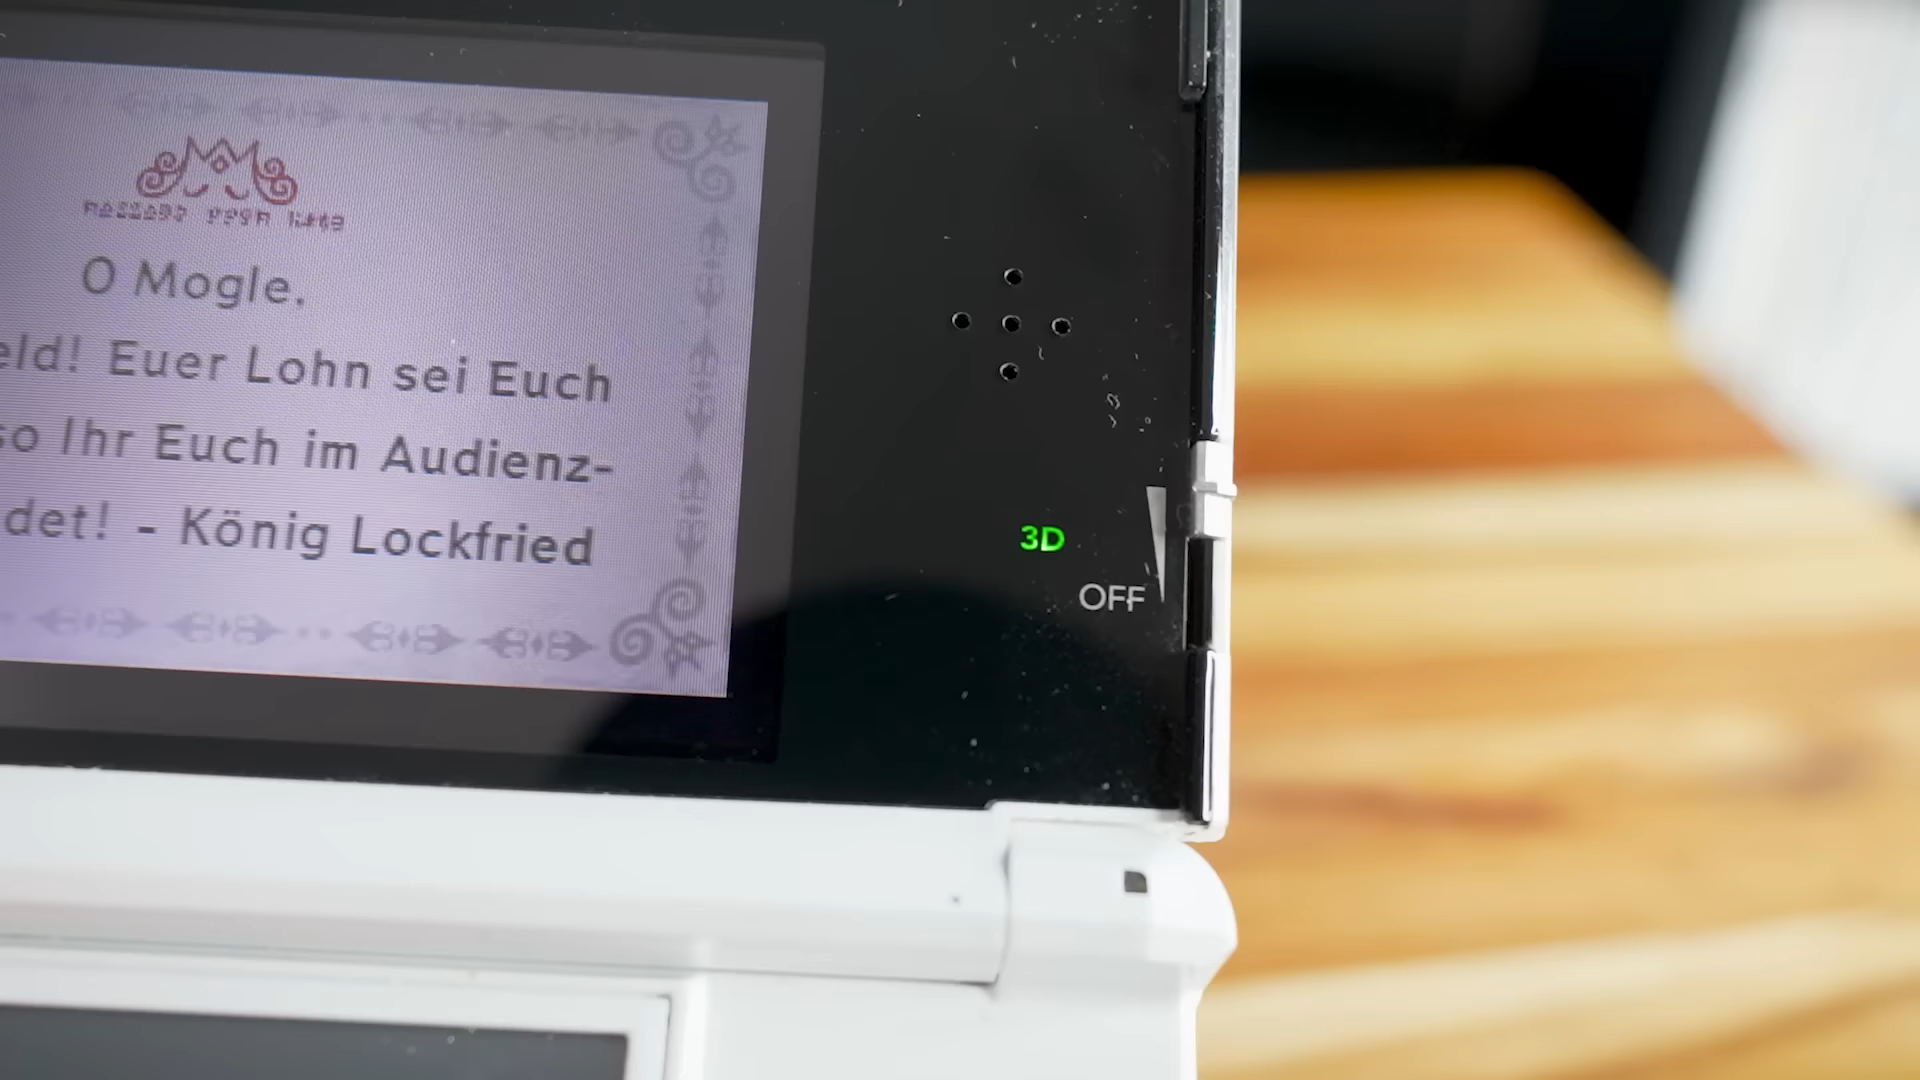 O Mogle,
eld! Euer Lohn sei Euch
so Ihr Euch im Audienz-
det! - König Lockfried
3D
OFF